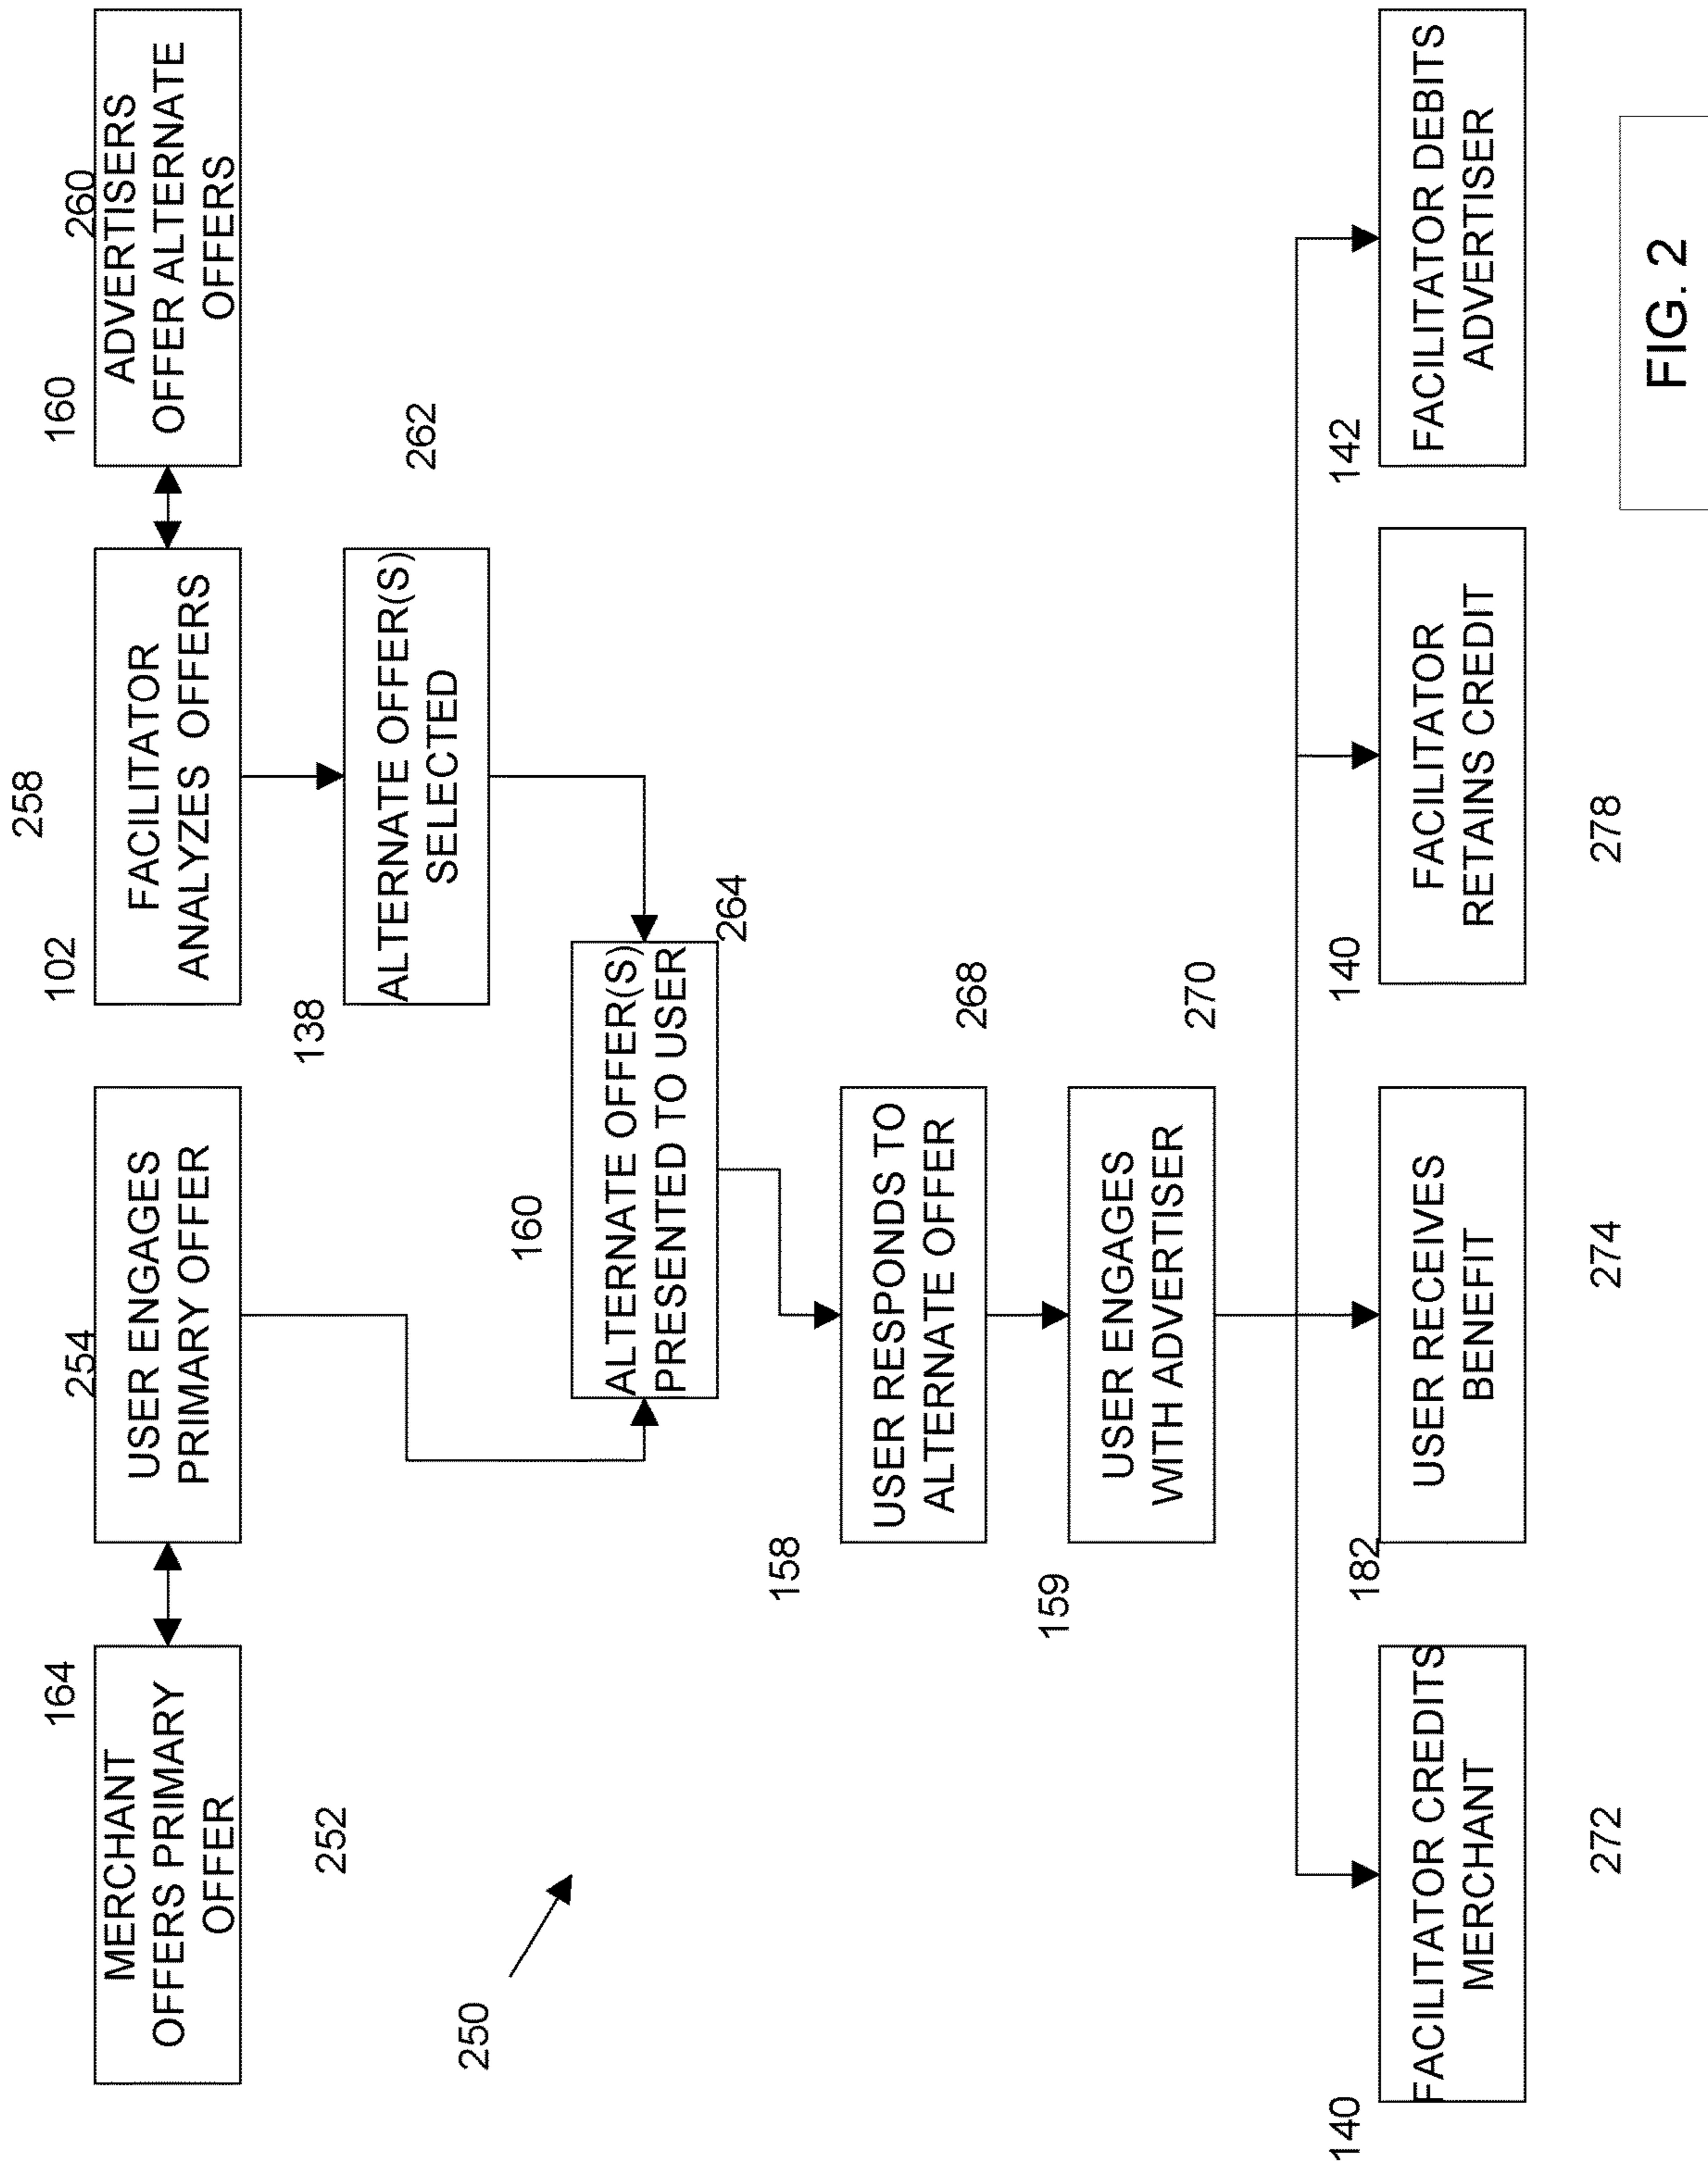 258
164
254
102
160
260
MERCHANT
OFFERS PRIMARY
OFFER
USER ENGAGES
PRIMARY OFFER
FACILITATOR
ANALYZES OFFERS
ADVERTISERS
OFFER ALTERNATE
OFFERS
252
138
262
ALTERNATE OFFER(S)
SELECTED
250
160
264
ALTERNATE OFFER(S)
PRESENTED TO USER
158
268
USER RESPONDS TO
ALTERNATE OFFER
159
270
USER ENGAGES
WITH ADVERTISER
140
182
140
142
FACILITATOR CREDITS
MERCHANT
USER RECEIVES
BENEFIT
FACILITATOR
RETAINS CREDIT
FACILITATOR DEBITS
ADVERTISER
272
274
278
FIG. 2